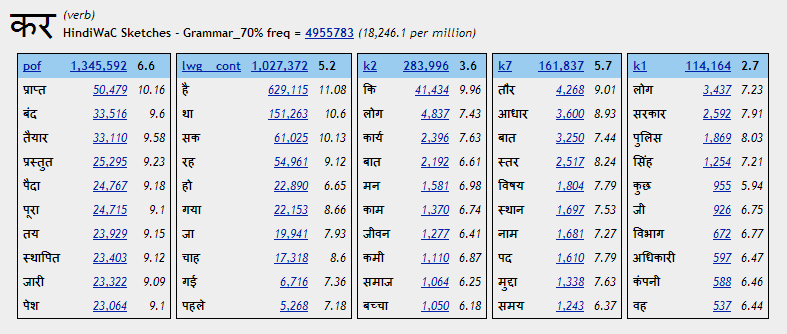 कर (verb)
HindiWaC Sketches - Grammar_70% freq = 4955783 (18,246.1 per million)
pof 1,345,592 6.6 lwg__cont 1,027,372 5.2 k2 283,996 3.6 k7 161,837 5.7 k1 114,164 2.7
प्राप्त 50,479 10.16 है 629,115 11.08 कि 41,434 9.96 तौर 4,268 9.01 लोग 3,437 7.23
बंद 33,516 9.6 था 151,263 10.6 लोग 4,837 7.43 आधार 3,600 8.93 सरकार 2,592 7.91
तैयार 33,110 9.58 सक 61,025 10.13 कार्य 2,396 7.63 बात 3,250 7.44 पुलिस 1,869 8.03
प्रस्तुत 25,295 9.23 रह 54,961 9.12 बात 2,192 6.61 स्तर 2,517 8.24 सिंह 1,254 7.21
पैदा 24,767 9.18 हो 22,890 6.65 मन 1,581 6.98 विषय 1,804 7.79 कुछ 955 5.94
पूरा 24,715 9.1 गया 22,153 8.66 काम 1,370 6.74 स्थान 1,697 7.53 जी 926 6.75
तय 23,929 9.15 जा 19,941 7.93 जीवन 1,277 6.41 नाम 1,681 7.27 विभाग 672 6.77
स्थापित 23,403 9.12 चाह 17,318 8.6 कमी 1,110 6.87 पद 1,610 7.79 अधिकारी 597 6.47
जारी 23,322 9.09 गई 6,716 7.36 समाज 1,064 6.25 मुद्दा 1,338 7.63 कंपनी 588 6.46
पेश 23,064 9.1 पहले 5,268 7.18 बच्चा 1,050 6.18 समय 1,243 6.37 वह 537 6.44